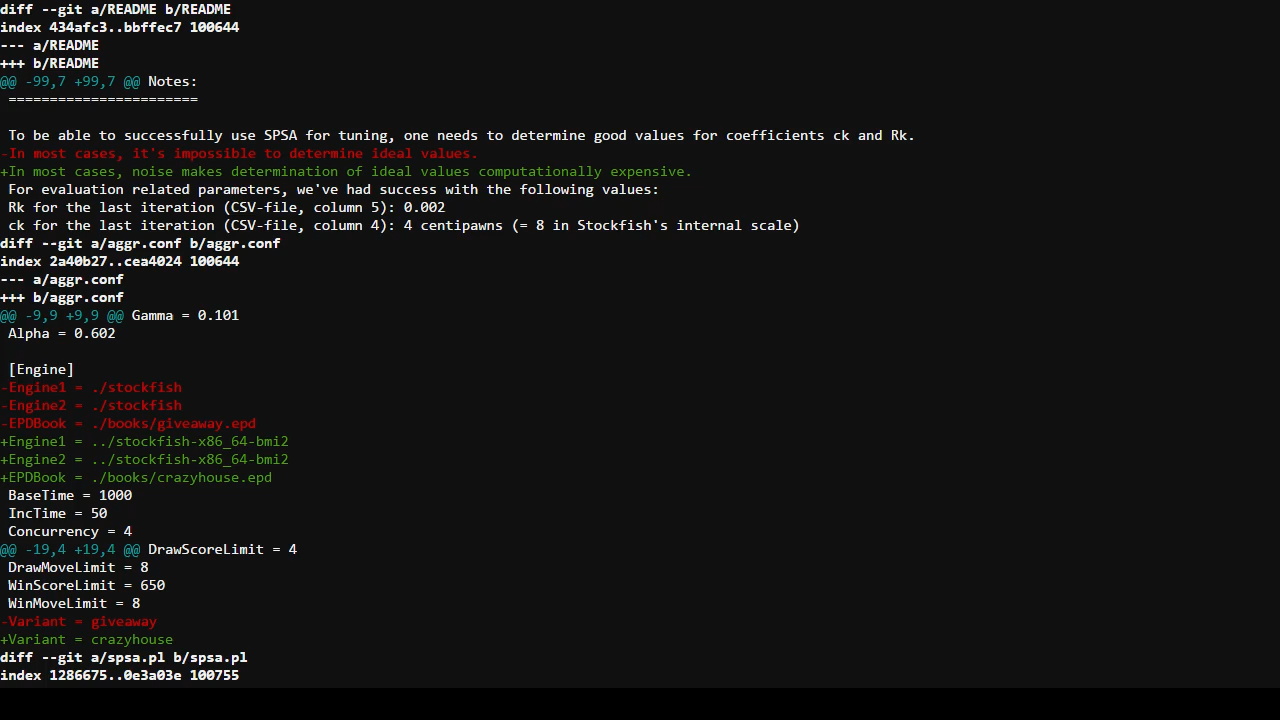 diff --git a/README b/README
index 434afc3..bbffec7 100644
--- a/README
+++ b/README
@@ -99,7 +99,7 @@ Notes:
 =======================

 To be able to successfully use SPSA for tuning, one needs to determine good values for coefficients ck and Rk.
-In most cases, it's impossible to determine ideal values.
+In most cases, noise makes determination of ideal values computationally expensive.
 For evaluation related parameters, we've had success with the following values:
 Rk for the last iteration (CSV-file, column 5): 0.002
 ck for the last iteration (CSV-file, column 4): 4 centipawns (= 8 in Stockfish's internal scale)
diff --git a/aggr.conf b/aggr.conf
index 2a40b27..cea4024 100644
--- a/aggr.conf
+++ b/aggr.conf
@@ -9,9 +9,9 @@ Gamma = 0.101
 Alpha = 0.602

 [Engine]
-Engine1 = ./stockfish
-Engine2 = ./stockfish
-EPDBook = ./books/giveaway.epd
+Engine1 = ../stockfish-x86_64-bmi2
+Engine2 = ../stockfish-x86_64-bmi2
+EPDBook = ./books/crazyhouse.epd
 BaseTime = 1000
 IncTime = 50
 Concurrency = 4
@@ -19,4 +19,4 @@ DrawScoreLimit = 4
 DrawMoveLimit = 8
 WinScoreLimit = 650
 WinMoveLimit = 8
-Variant = giveaway
+Variant = crazyhouse
diff --git a/spsa.pl b/spsa.pl
index 1286675..0e3a03e 100755